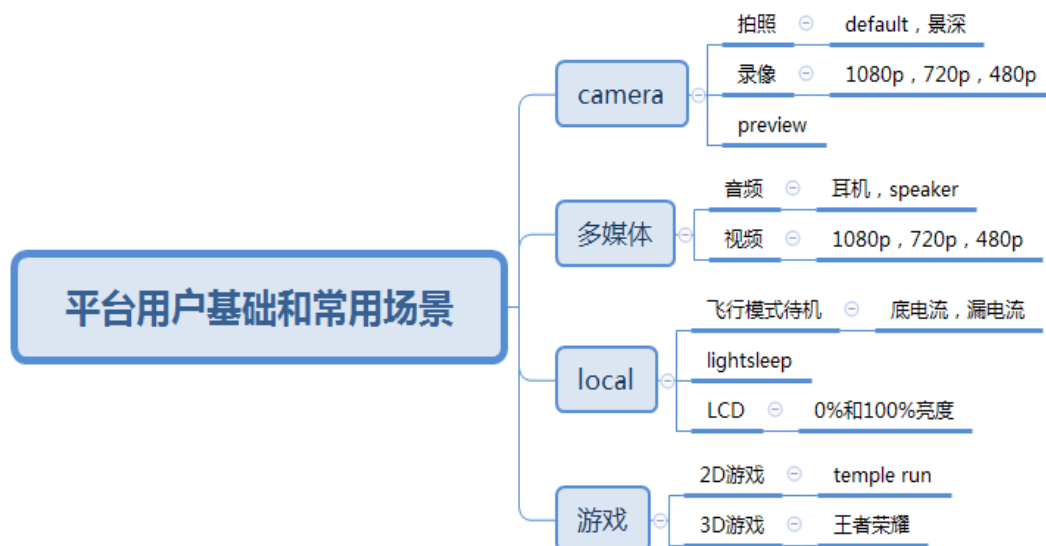 平台用户基础和常用场景
camera
拍照
default，景深
录像
1080p，720p，480p
preview
多媒体
音频
耳机，speaker
视频
1080p，720p，480p
local
飞行模式待机
底电流，漏电流
lightsleep
LCD
0%和100%亮度
游戏
2D游戏
temple run
3D游戏
王者荣耀